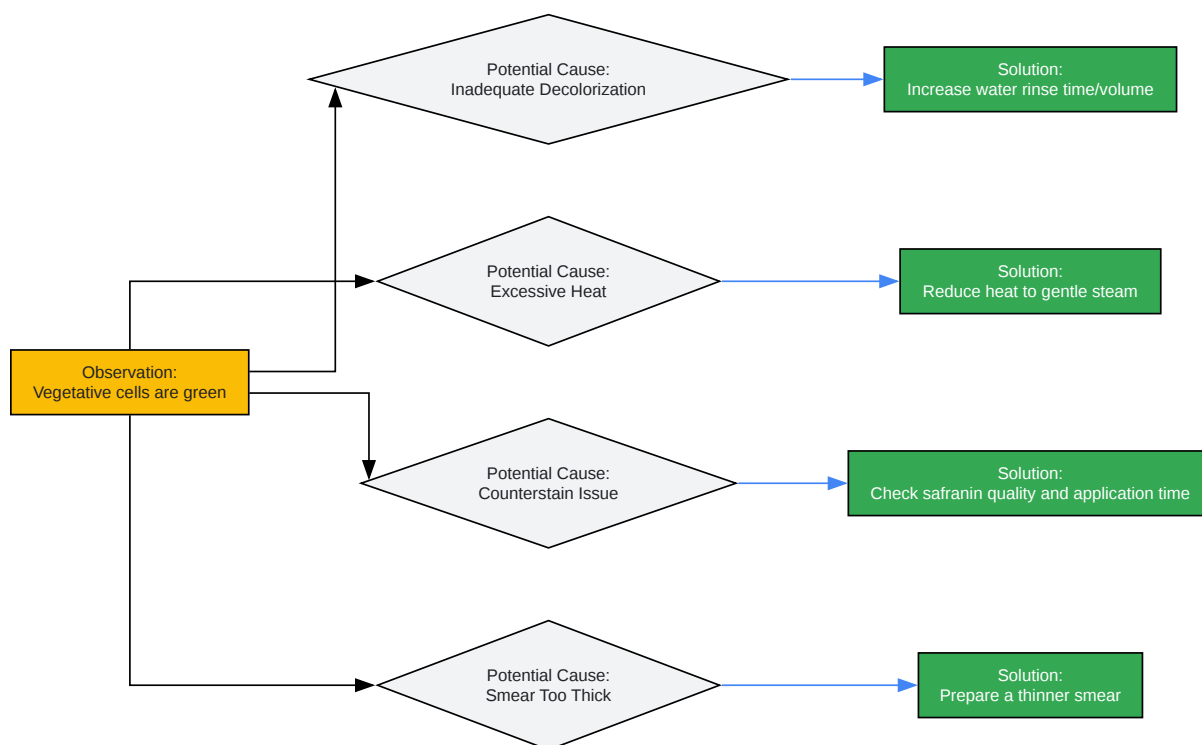 Potential Cause:
Inadequate Decolorization
Solution:
Increase water rinse time/volume
Potential Cause:
Excessive Heat
Solution:
Reduce heat to gentle steam
Observation:
Vegetative cells are green
Potential Cause:
Counterstain Issue
Solution:
Check safranin quality and application time
Potential Cause:
Smear Too Thick
Solution:
Prepare a thinner smear